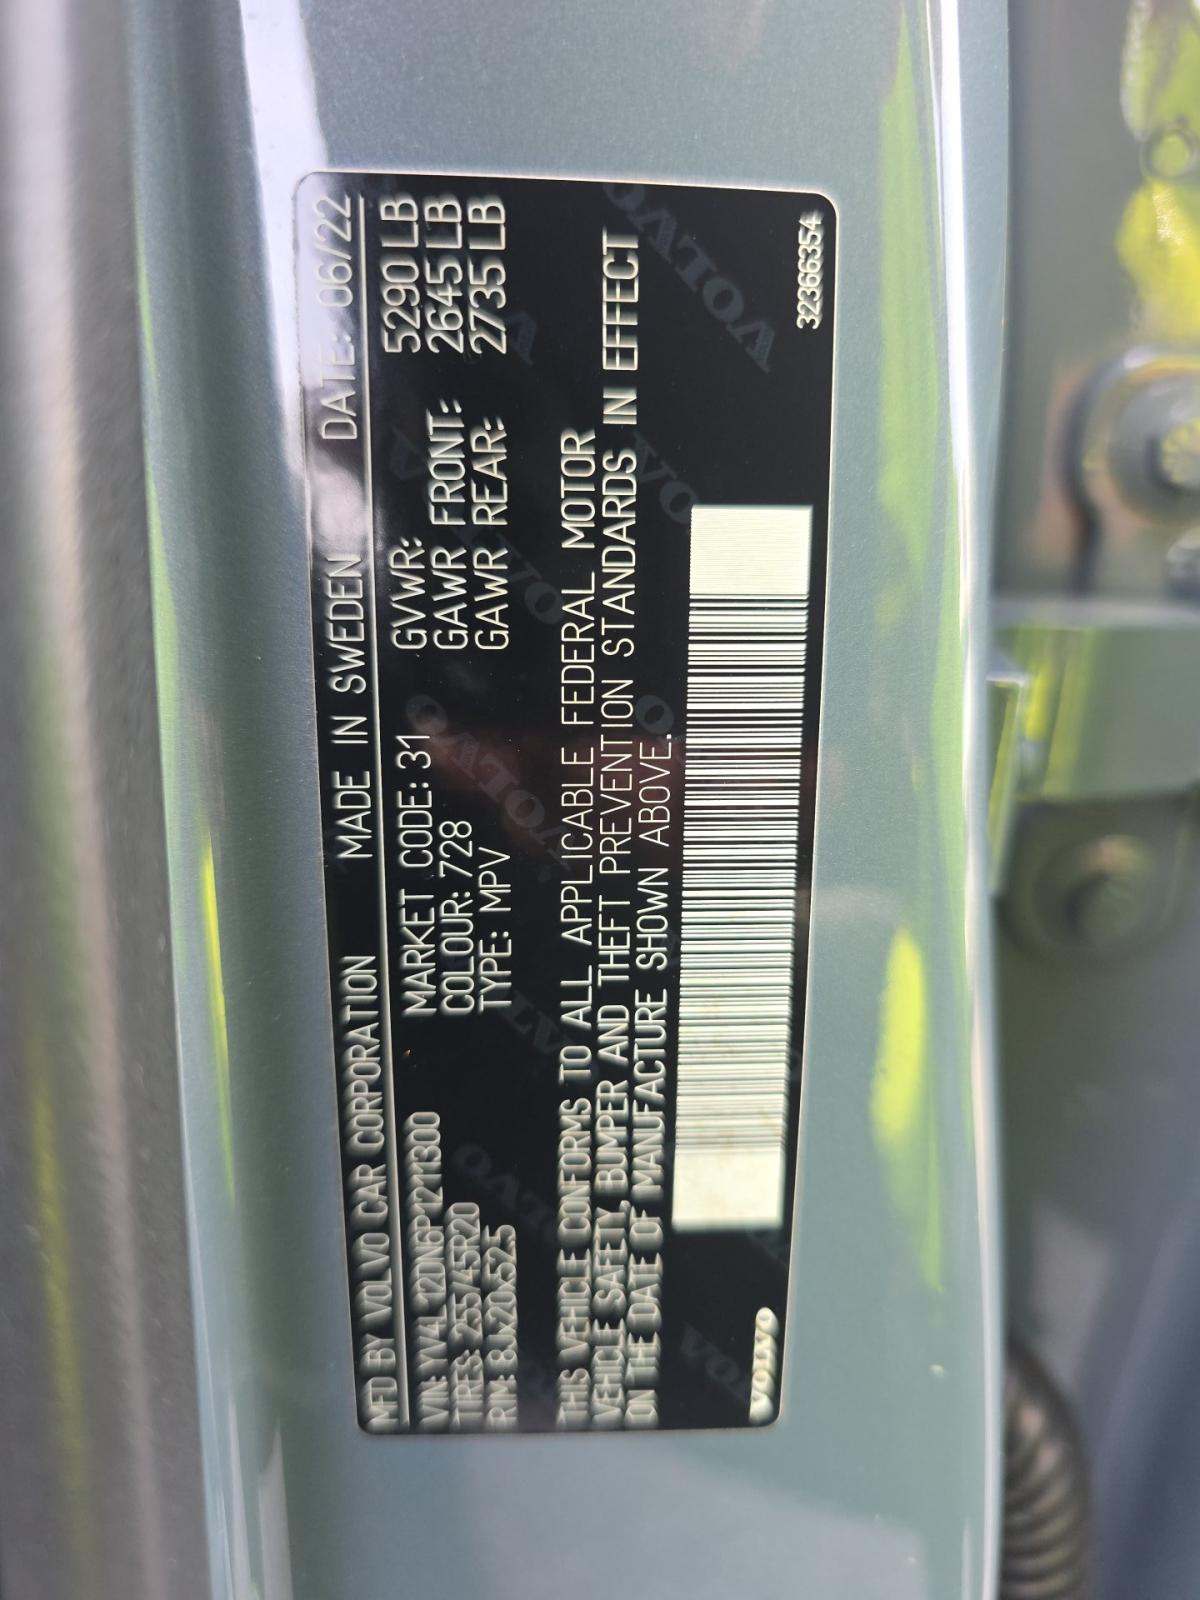 MFD BY VOLVO CAR CORPORATION MADE IN SWEDEN DATE: 06/22
VIN: YV4L12DN6P1211300 MARKET CODE: 31 GVWR: 5290 LB
TIRES: 255/45R20 COLOUR: 728 GAWR FRONT: 2645 LB
RIM: 8Jx20x52.5 TYPE: MPV GAWR REAR: 2735 LB
THIS VEHICLE CONFORMS TO ALL APPLICABLE FEDERAL MOTOR
VEHICLE SAFETY, BUMPER AND THEFT PREVENTION STANDARDS IN EFFECT
ON THE DATE OF MANUFACTURE SHOWN ABOVE.
VOLVO 32366354